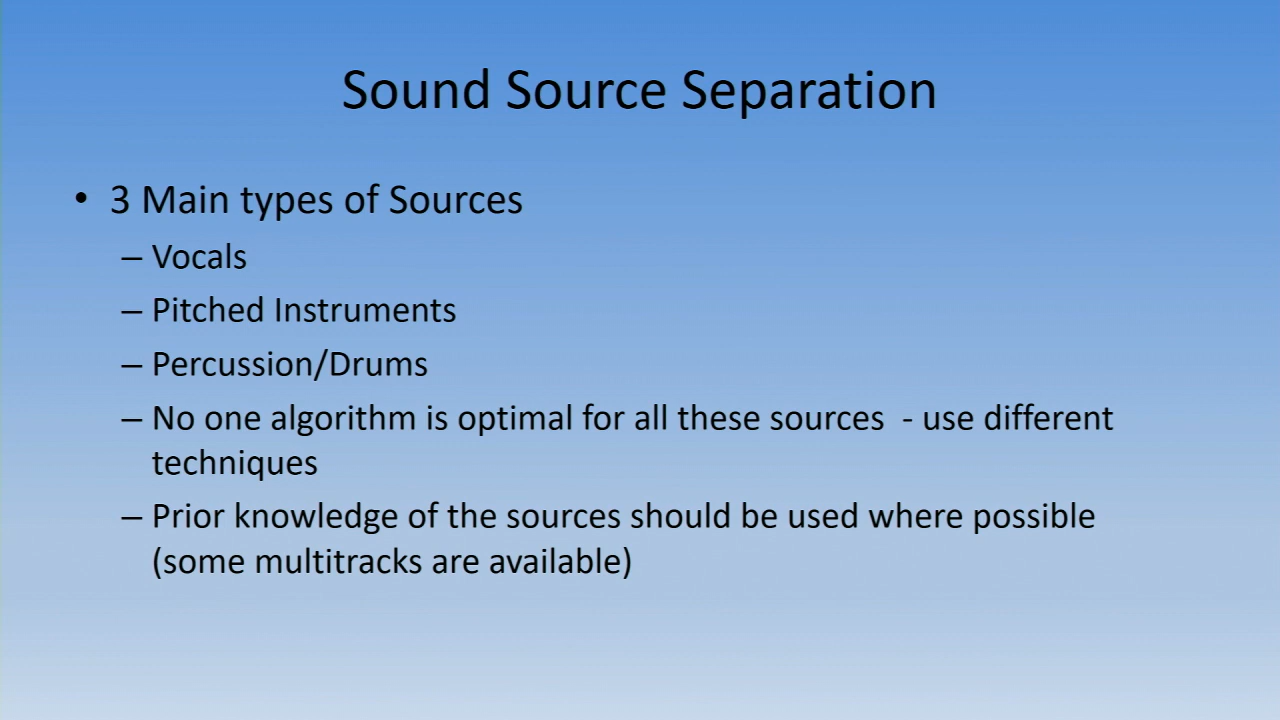 Sound Source Separation
• 3 Main types of Sources
– Vocals
– Pitched Instruments
– Percussion/Drums
– No one algorithm is optimal for all these sources  - use different
techniques
– Prior knowledge of the sources should be used where possible
(some multitracks are available)